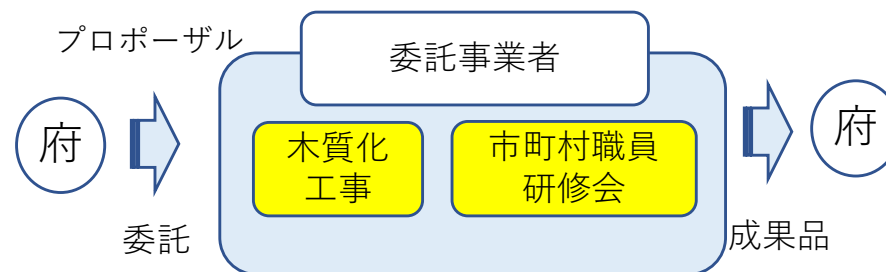 プロポーザル
委託事業者
府
木質化
工事
市町村職員
研修会
府
委託
成果品